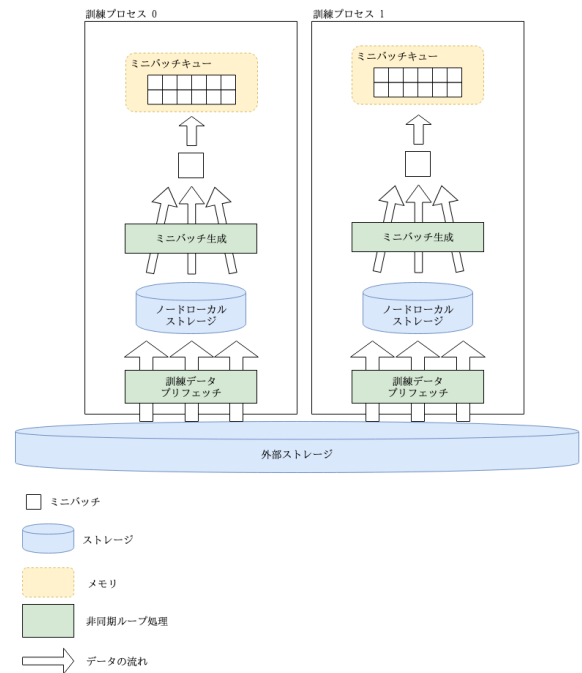 訓練プロセス 0
訓練プロセス 1
ミニバッチキュー
ミニバッチキュー
ミニバッチ生成
ミニバッチ生成
ノードローカル
ストレージ
ノードローカル
ストレージ
訓練データ
プリフェッチ
訓練データ
プリフェッチ
外部ストレージ
ミニバッチ
ストレージ
メモリ
非同期ループ処理
データの流れ